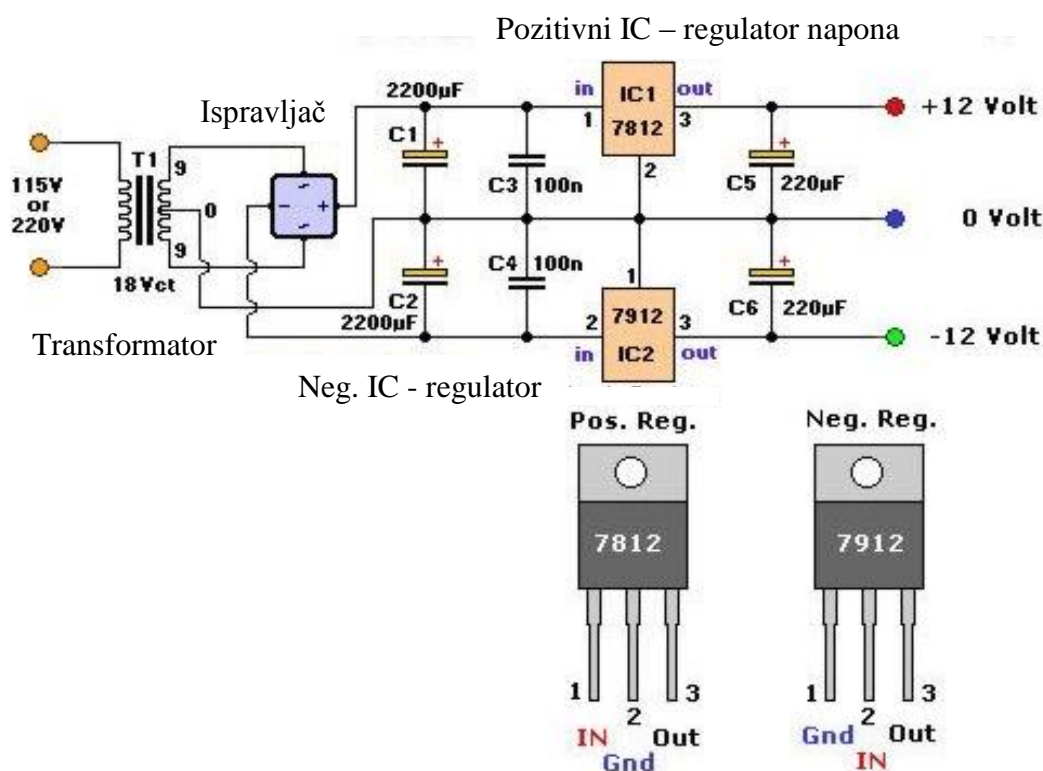 Pozitivni IC – regulator napona
2200µF
in
IC1
out
+12 Volt
Ispravljač
C1
+
1
7812
3
+
T1
9
2
115V
or
220V
0
~
-
+
~
C3
100n
C5
220µF
0 Volt
9
18Vct
C4
100n
+
1
+
C2
2200µF
2
7912
3
C6
220µF
-12 Volt
Transformator
in
IC2
out
Neg. IC - regulator
Pos. Reg.
Neg. Reg.
7812
7912
1
2
3
1
2
3
IN
Gnd
Out
Gnd
IN
Out